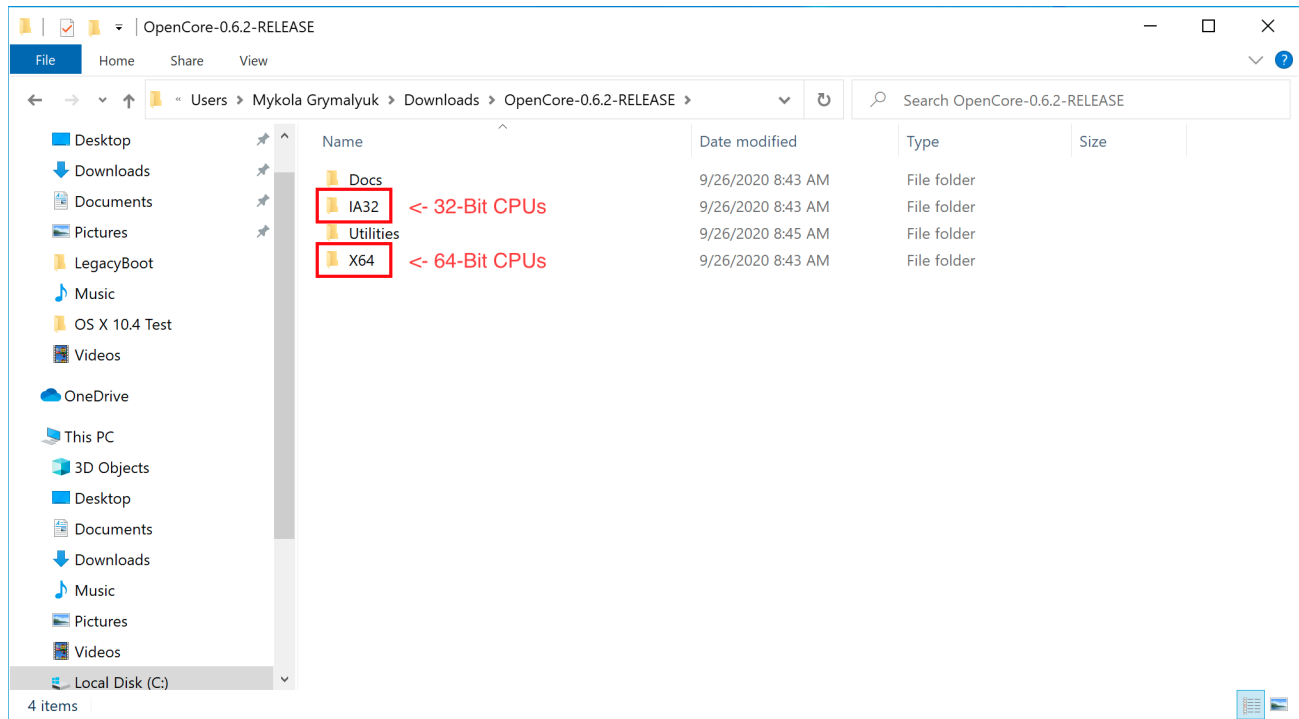 OpenCore-0.6.2-RELEASE
File Home Share View ?
« Users > Mykola Grymalyuk > Downloads > OpenCore-0.6.2-RELEASE > Search OpenCore-0.6.2-RELEASE
Desktop
Downloads
Documents
Pictures
LegacyBoot
Music
OS X 10.4 Test
Videos
OneDrive
This PC
3D Objects
Desktop
Documents
Downloads
Music
Pictures
Videos
Local Disk (C:)
Name Date modified Type Size
Docs 9/26/2020 8:43 AM File folder
IA32 <- 32-Bit CPUs 9/26/2020 8:43 AM File folder
Utilities 9/26/2020 8:45 AM File folder
X64 <- 64-Bit CPUs 9/26/2020 8:43 AM File folder
4 items